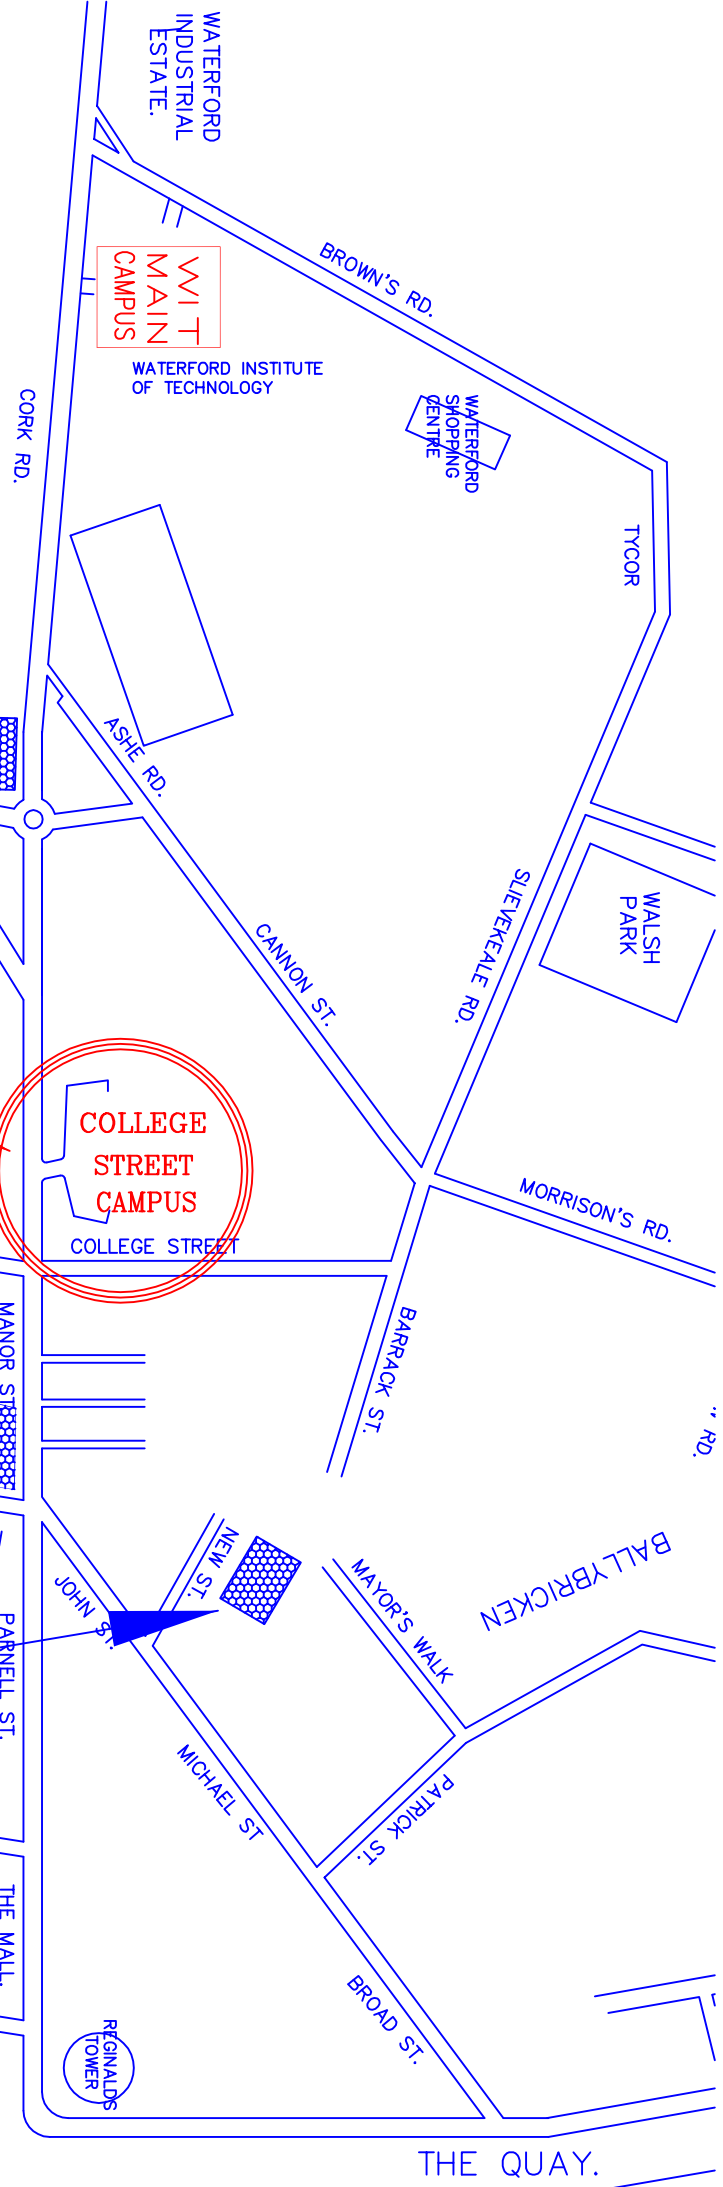 WATERFORD
INDUSTRIAL
ESTATE.
BROWN'S RD.
WIT
MAIN
CAMPUS
WATERFORD INSTITUTE
OF TECHNOLOGY
CORK RD.
WATERFORD
SHOPPING
CENTRE
TYCOR
ASHE RD.
WALSH
PARK
SLIEVEKEALE RD.
CANNON ST.
COLLEGE
STREET
CAMPUS
COLLEGE STREET
MORRISON'S RD.
MANOR ST.
BARRACK ST.
RD.
BALLYBRICKEN
NEW ST.
MAYOR'S WALK
JOHN ST.
PARNELL ST.
MICHAEL ST
PATRICK ST.
THE MALL.
BROAD ST.
REGINALDS
TOWER
THE QUAY.